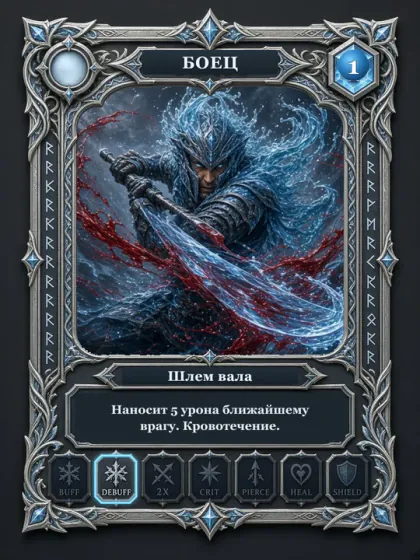 БОЕЦ
1
Шлем вала
Наносит 5 урона ближайшему
врагу. Кровотечение.
BUFF DEBUFF 2X CRIT PIERCE HEAL SHIELD